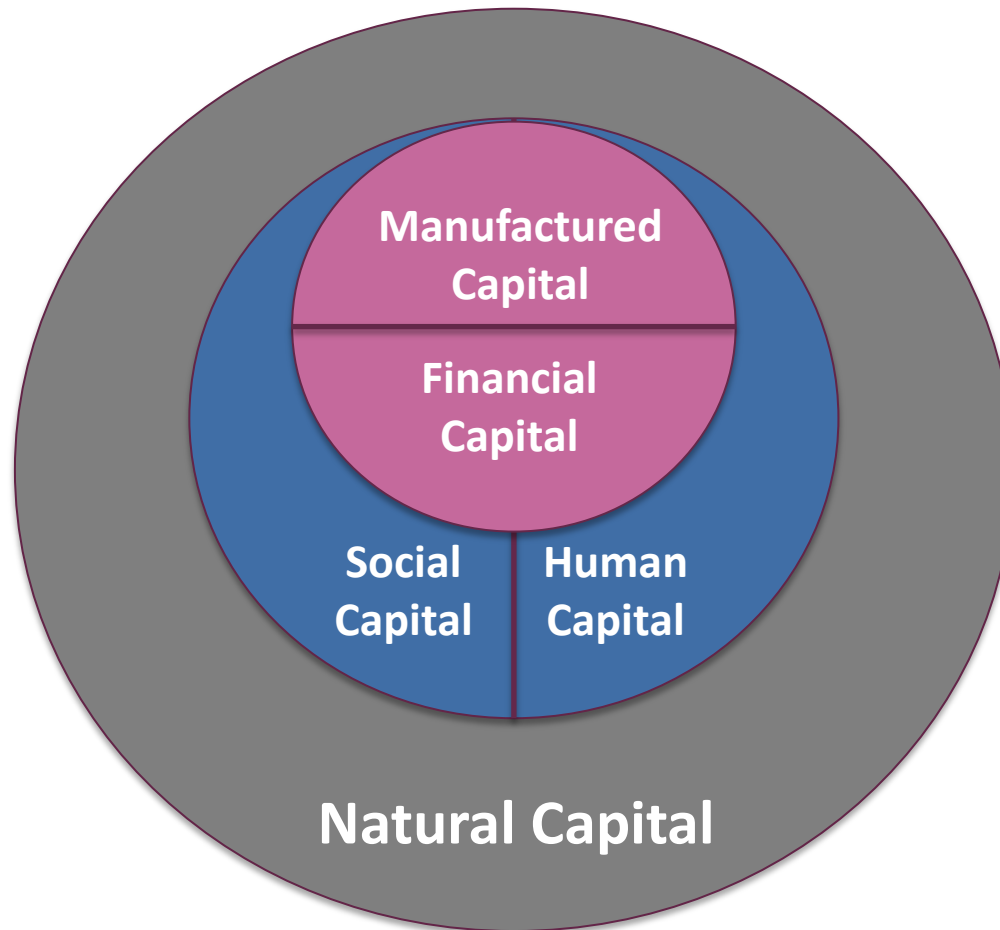 Manufactured
Capital
Financial
Capital
Social
Capital
Human
Capital
Natural Capital